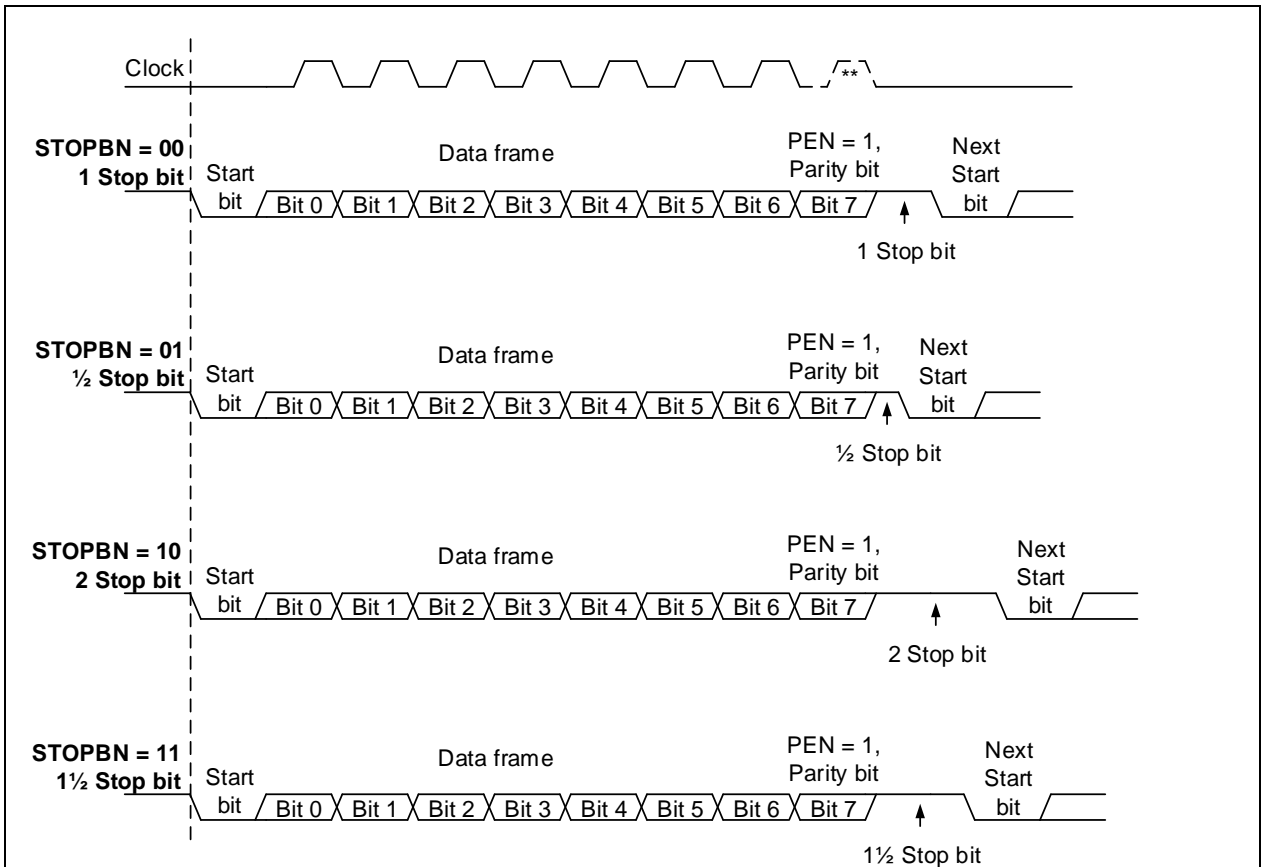 Clock
**
STOPBN = 00
1 Stop bit
Start
bit
Data frame
PEN = 1,
Parity bit
Next
Start
bit
Bit 0 Bit 1 Bit 2 Bit 3 Bit 4 Bit 5 Bit 6 Bit 7
1 Stop bit
STOPBN = 01
½ Stop bit
Start
bit
Data frame
PEN = 1,
Parity bit
Next
Start
bit
Bit 0 Bit 1 Bit 2 Bit 3 Bit 4 Bit 5 Bit 6 Bit 7
½ Stop bit
STOPBN = 10
2 Stop bit
Start
bit
Data frame
PEN = 1,
Parity bit
Next
Start
bit
Bit 0 Bit 1 Bit 2 Bit 3 Bit 4 Bit 5 Bit 6 Bit 7
2 Stop bit
STOPBN = 11
1½ Stop bit
Start
bit
Data frame
PEN = 1,
Parity bit
Next
Start
bit
Bit 0 Bit 1 Bit 2 Bit 3 Bit 4 Bit 5 Bit 6 Bit 7
1½ Stop bit